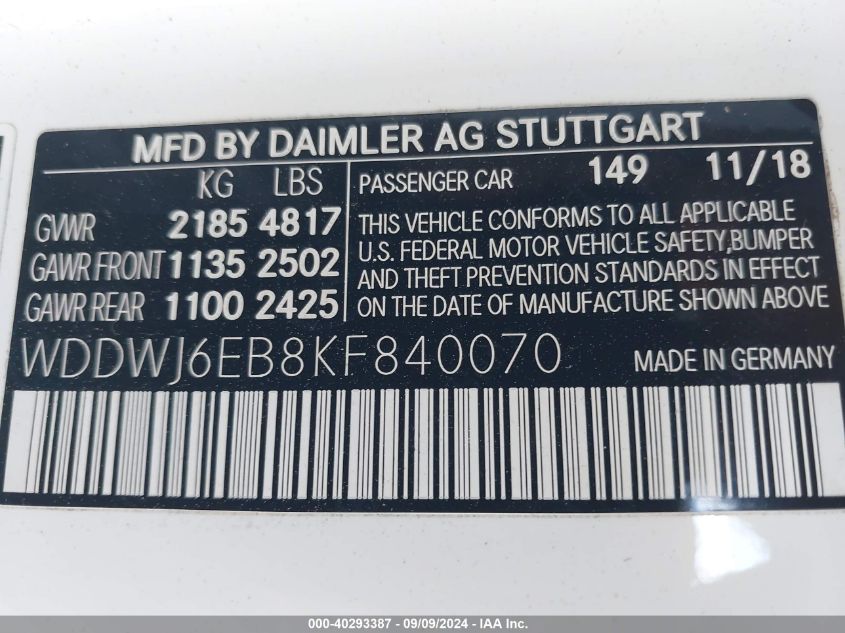 MFD BY DAIMLER AG STUTTGART
KG LBS
GVWR 2185 4817
GAWR FRONT 1135 2502
GAWR REAR 1100 2425
PASSENGER CAR 149 11/18
THIS VEHICLE CONFORMS TO ALL APPLICABLE
U.S. FEDERAL MOTOR VEHICLE SAFETY,BUMPER
AND THEFT PREVENTION STANDARDS IN EFFECT
ON THE DATE OF MANUFACTURE SHOWN ABOVE
WDDWJ6EB8KF840070 MADE IN GERMANY
000-40293387 - 09/09/2024 - IAA Inc.